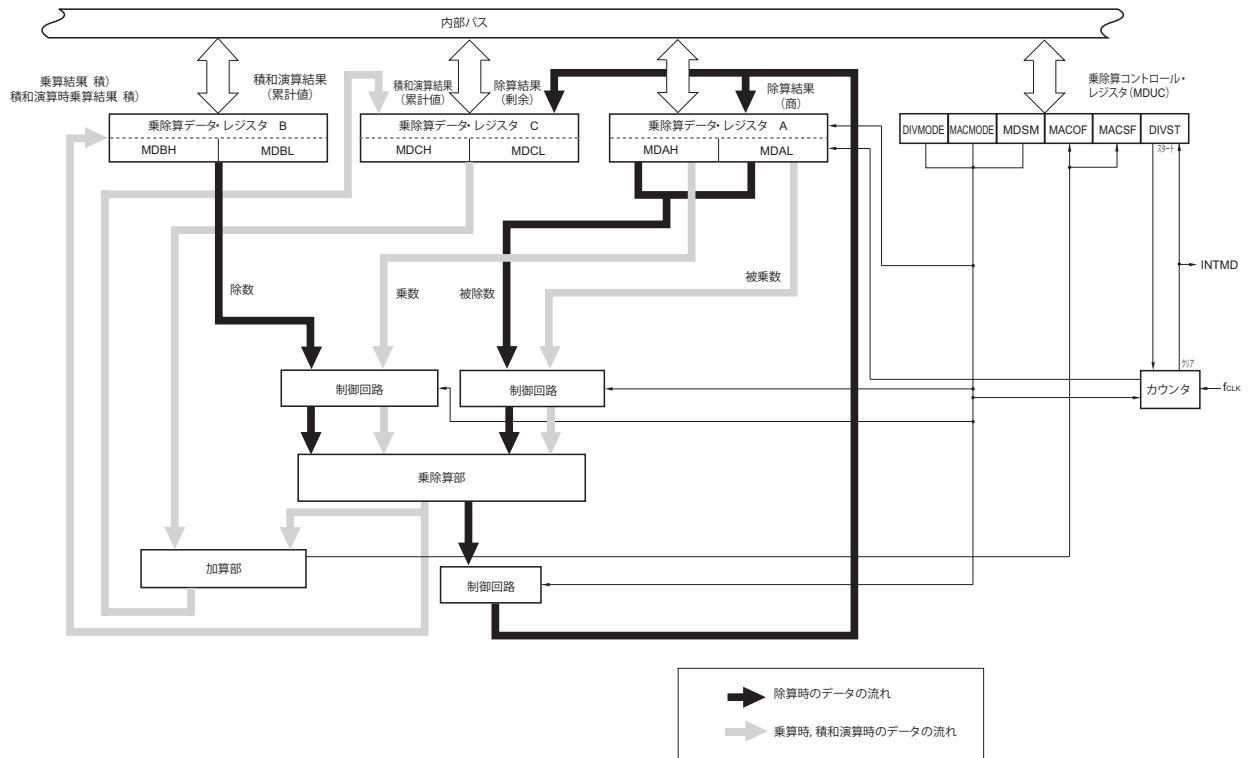 内部バス
乗算結果(積)
積和演算時乗算結果(積)
積和演算結果
(累計値)
積和演算結果
(累計値)
除算結果
(剰余)
除算結果
(商)
乗除算コントロール・
レジスタ(MDUC)
乗除算データ・レジスタ B
MDBH MDBL
乗除算データ・レジスタ C
MDCH MDCL
乗除算データ・レジスタ A
MDAH MDAL
DIVMODE MACMODE MDSM MACOF MACSF DIVST
スタート
INTMD
除数
乗数
被除数
被乗数
クリア
制御回路
制御回路
カウンタ
fCLK
乗除算部
加算部
制御回路
除算時のデータの流れ
乗算時,積和演算時のデータの流れ